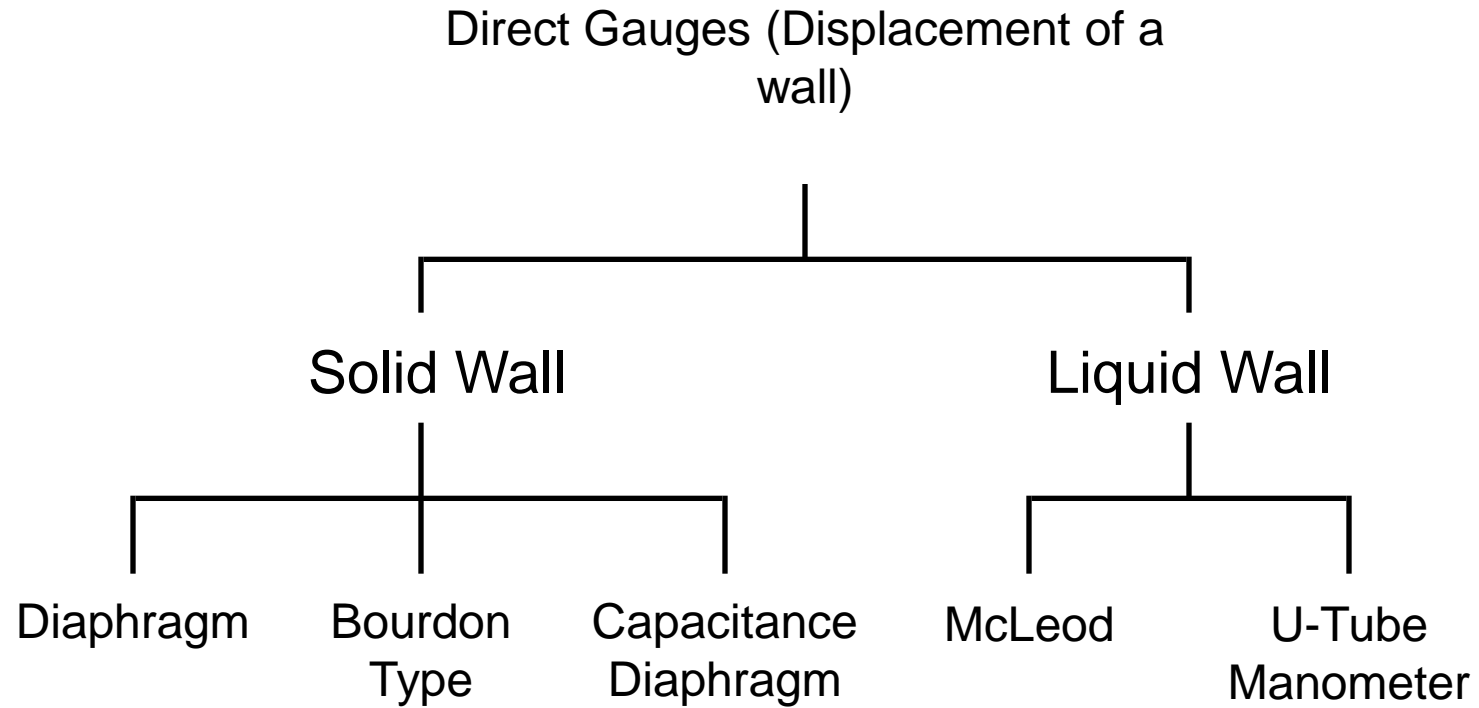 Direct Gauges (Displacement of a
wall)
Solid Wall
Liquid Wall
Diaphragm
Bourdon
Type
Capacitance
Diaphragm
McLeod
U-Tube
Manometer